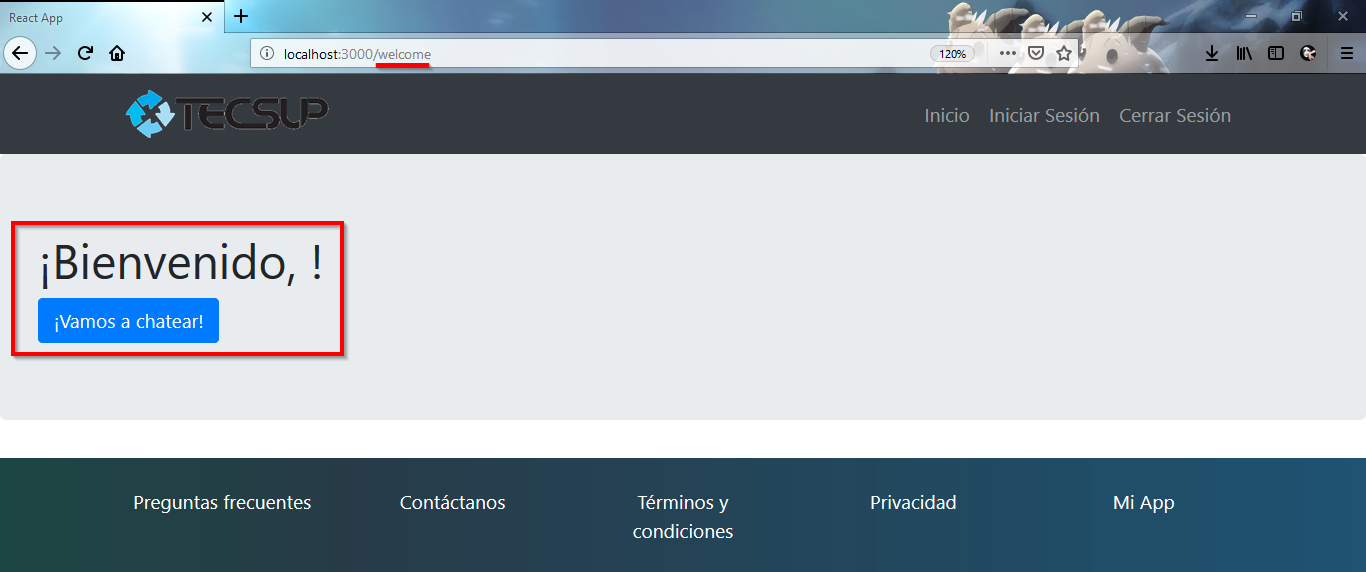 React App
localhost:3000/welcome
120%
TECSUP
Inicio Iniciar Sesión Cerrar Sesión
¡Bienvenido, !
¡Vamos a chatear!
Preguntas frecuentes Contáctanos Términos y condiciones Privacidad Mi App